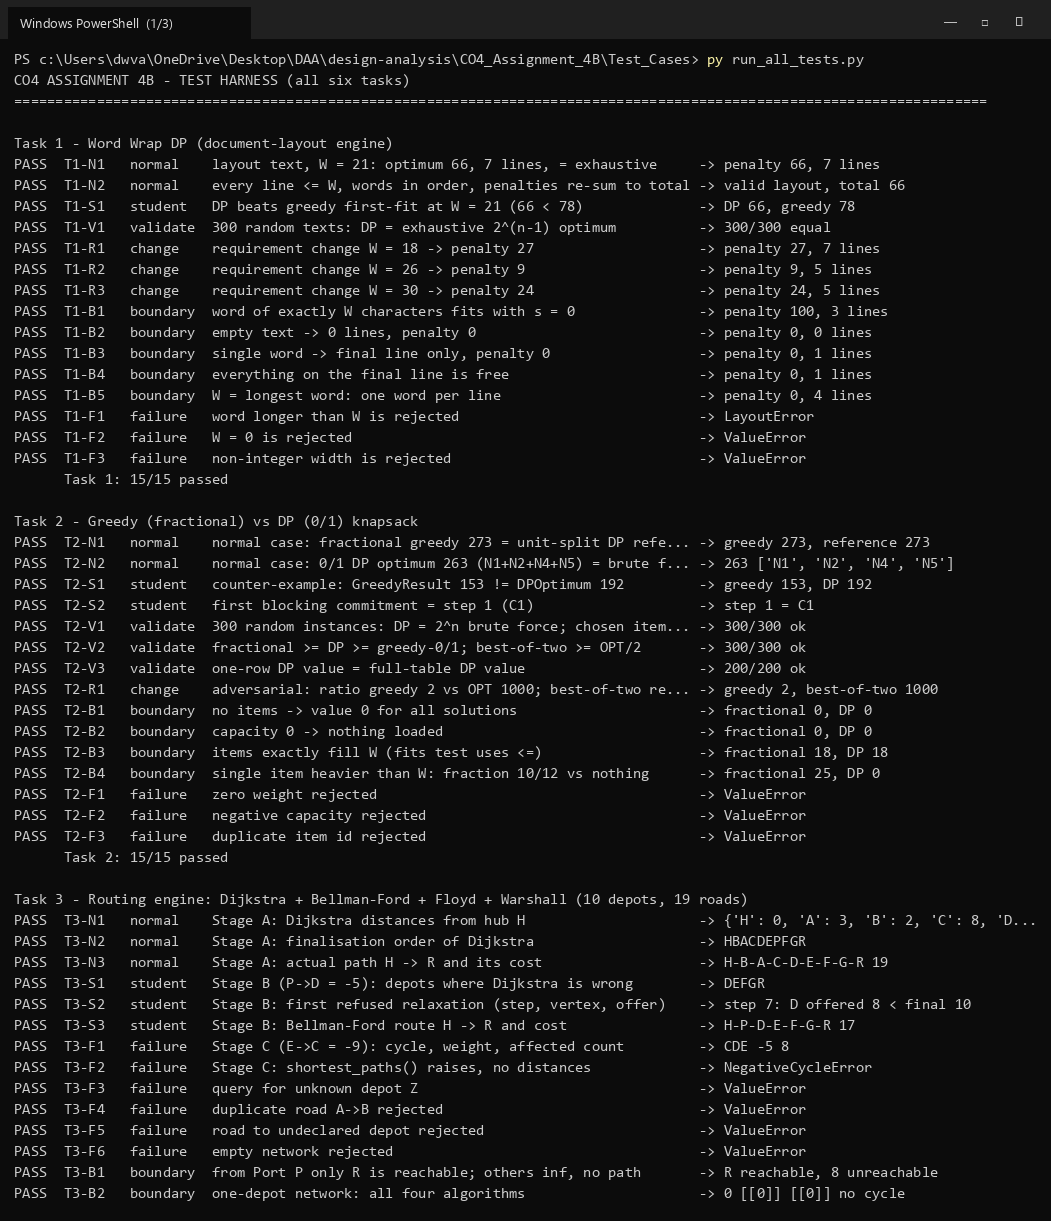 Windows PowerShell (1/3)
PS c:\Users\dwva\OneDrive\Desktop\DAA\design-analysis\CO4_Assignment_4B\Test_Cases> py run_all_tests.py
CO4 ASSIGNMENT 4B - TEST HARNESS (all six tasks)
======================================================================================================================
Task 1 - Word Wrap DP (document-layout engine)
PASS  T1-N1   normal    layout text, W = 21: optimum 66, 7 lines, = exhaustive     -> penalty 66, 7 lines
PASS  T1-N2   normal    every line <= W, words in order, penalties re-sum to total -> valid layout, total 66
PASS  T1-S1   student   DP beats greedy first-fit at W = 21 (66 < 78)              -> DP 66, greedy 78
PASS  T1-V1   validate  300 random texts: DP = exhaustive 2^(n-1) optimum          -> 300/300 equal
PASS  T1-R1   change    requirement change W = 18 -> penalty 27                    -> penalty 27, 7 lines
PASS  T1-R2   change    requirement change W = 26 -> penalty 9                     -> penalty 9, 5 lines
PASS  T1-R3   change    requirement change W = 30 -> penalty 24                    -> penalty 24, 5 lines
PASS  T1-B1   boundary  word of exactly W characters fits with s = 0               -> penalty 100, 3 lines
PASS  T1-B2   boundary  empty text -> 0 lines, penalty 0                           -> penalty 0, 0 lines
PASS  T1-B3   boundary  single word -> final line only, penalty 0                  -> penalty 0, 1 lines
PASS  T1-B4   boundary  everything on the final line is free                       -> penalty 0, 1 lines
PASS  T1-B5   boundary  W = longest word: one word per line                        -> penalty 0, 4 lines
PASS  T1-F1   failure   word longer than W is rejected                             -> LayoutError
PASS  T1-F2   failure   W = 0 is rejected                                          -> ValueError
PASS  T1-F3   failure   non-integer width is rejected                              -> ValueError
      Task 1: 15/15 passed
Task 2 - Greedy (fractional) vs DP (0/1) knapsack
PASS  T2-N1   normal    normal case: fractional greedy 273 = unit-split DP refe... -> greedy 273, reference 273
PASS  T2-N2   normal    normal case: 0/1 DP optimum 263 (N1+N2+N4+N5) = brute f... -> 263 ['N1', 'N2', 'N4', 'N5']
PASS  T2-S1   student   counter-example: GreedyResult 153 != DPOptimum 192         -> greedy 153, DP 192
PASS  T2-S2   student   first blocking commitment = step 1 (C1)                    -> step 1 = C1
PASS  T2-V1   validate  300 random instances: DP = 2^n brute force; chosen item... -> 300/300 ok
PASS  T2-V2   validate  fractional >= DP >= greedy-0/1; best-of-two >= OPT/2       -> 300/300 ok
PASS  T2-V3   validate  one-row DP value = full-table DP value                     -> 200/200 ok
PASS  T2-R1   change    adversarial: ratio greedy 2 vs OPT 1000; best-of-two re... -> greedy 2, best-of-two 1000
PASS  T2-B1   boundary  no items -> value 0 for all solutions                      -> fractional 0, DP 0
PASS  T2-B2   boundary  capacity 0 -> nothing loaded                               -> fractional 0, DP 0
PASS  T2-B3   boundary  items exactly fill W (fits test uses <=)                   -> fractional 18, DP 18
PASS  T2-B4   boundary  single item heavier than W: fraction 10/12 vs nothing      -> fractional 25, DP 0
PASS  T2-F1   failure   zero weight rejected                                       -> ValueError
PASS  T2-F2   failure   negative capacity rejected                                 -> ValueError
PASS  T2-F3   failure   duplicate item id rejected                                 -> ValueError
      Task 2: 15/15 passed
Task 3 - Routing engine: Dijkstra + Bellman-Ford + Floyd + Warshall (10 depots, 19 roads)
PASS  T3-N1   normal    Stage A: Dijkstra distances from hub H                     -> {'H': 0, 'A': 3, 'B': 2, 'C': 8, 'D...
PASS  T3-N2   normal    Stage A: finalisation order of Dijkstra                    -> HBACDEPFGR
PASS  T3-N3   normal    Stage A: actual path H -> R and its cost                   -> H-B-A-C-D-E-F-G-R 19
PASS  T3-S1   student   Stage B (P->D = -5): depots where Dijkstra is wrong        -> DEFGR
PASS  T3-S2   student   Stage B: first refused relaxation (step, vertex, offer)    -> step 7: D offered 8 < final 10
PASS  T3-S3   student   Stage B: Bellman-Ford route H -> R and cost                -> H-P-D-E-F-G-R 17
PASS  T3-F1   failure   Stage C (E->C = -9): cycle, weight, affected count         -> CDE -5 8
PASS  T3-F2   failure   Stage C: shortest_paths() raises, no distances             -> NegativeCycleError
PASS  T3-F3   failure   query for unknown depot Z                                  -> ValueError
PASS  T3-F4   failure   duplicate road A->B rejected                               -> ValueError
PASS  T3-F5   failure   road to undeclared depot rejected                          -> ValueError
PASS  T3-F6   failure   empty network rejected                                     -> ValueError
PASS  T3-B1   boundary  from Port P only R is reachable; others inf, no path       -> R reachable, 8 unreachable
PASS  T3-B2   boundary  one-depot network: all four algorithms                     -> 0 [[0]] [[0]] no cycle